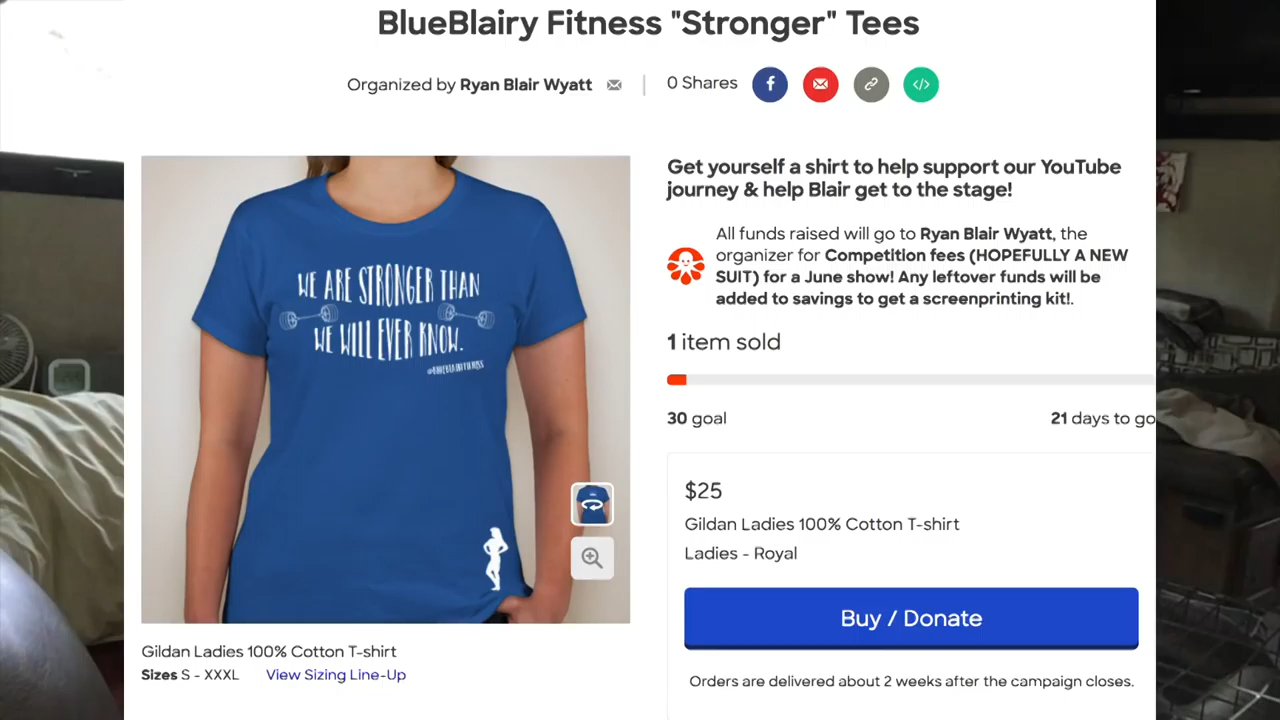 BlueBlairy Fitness "Stronger" Tees
Organized by Ryan Blair Wyatt
0 Shares
Get yourself a shirt to help support our YouTube
journey & help Blair get to the stage!
All funds raised will go to Ryan Blair Wyatt, the
organizer for Competition fees (HOPEFULLY A NEW
SUIT) for a June show! Any leftover funds will be
added to savings to get a screenprinting kit!.
1 item sold
30 goal
21 days to go
$25
Gildan Ladies 100% Cotton T-shirt
Ladies - Royal
Buy / Donate
Orders are delivered about 2 weeks after the campaign closes.
WE ARE STRONGER THAN
WE WILL EVER KNOW.
Gildan Ladies 100% Cotton T-shirt
Sizes S - XXXL View Sizing Line-Up